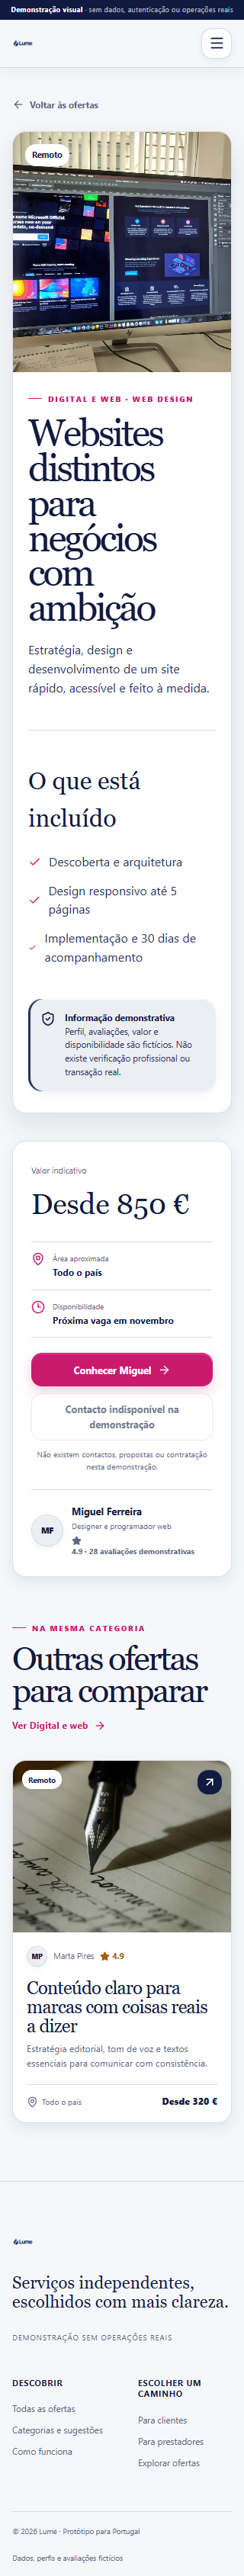 Demonstração visual · sem dados, autenticação ou operações reais
Lume
Voltar às ofertas
Remoto
DIGITAL E WEB · WEB DESIGN
Websites
distintos
para
negócios
com
ambição
Estratégia, design e
desenvolvimento de um site
rápido, acessível e feito à medida.
O que está
incluído
Descoberta e arquitetura
Design responsivo até 5
páginas
Implementação e 30 dias de
acompanhamento
Informação demonstrativa
Perfil, avaliações, valor e
disponibilidade são fictícios. Não
existe verificação profissional ou
transação real.
Valor indicativo
Desde 850 €
Área aproximada
Todo o país
Disponibilidade
Próxima vaga em novembro
Conhecer Miguel
Contacto indisponível na
demonstração
Não existem contactos, propostas ou contratação
nesta demonstração.
MF
Miguel Ferreira
Designer e programador web
4.9 · 28 avaliações demonstrativas
NA MESMA CATEGORIA
Outras ofertas
para comparar
Ver Digital e web
Remoto
MP Marta Pires 4.9
Conteúdo claro para
marcas com coisas reais
a dizer
Estratégia editorial, tom de voz e textos
essenciais para comunicar com consistência.
Todo o país Desde 320 €
Lume
Serviços independentes,
escolhidos com mais clareza.
DEMONSTRAÇÃO SEM OPERAÇÕES REAIS
DESCOBRIR
Todas as ofertas
Categorias e sugestões
Como funciona
ESCOLHER UM
CAMINHO
Para clientes
Para prestadores
Explorar ofertas
© 2026 Lume · Protótipo para Portugal
Dados, perfis e avaliações fictícios